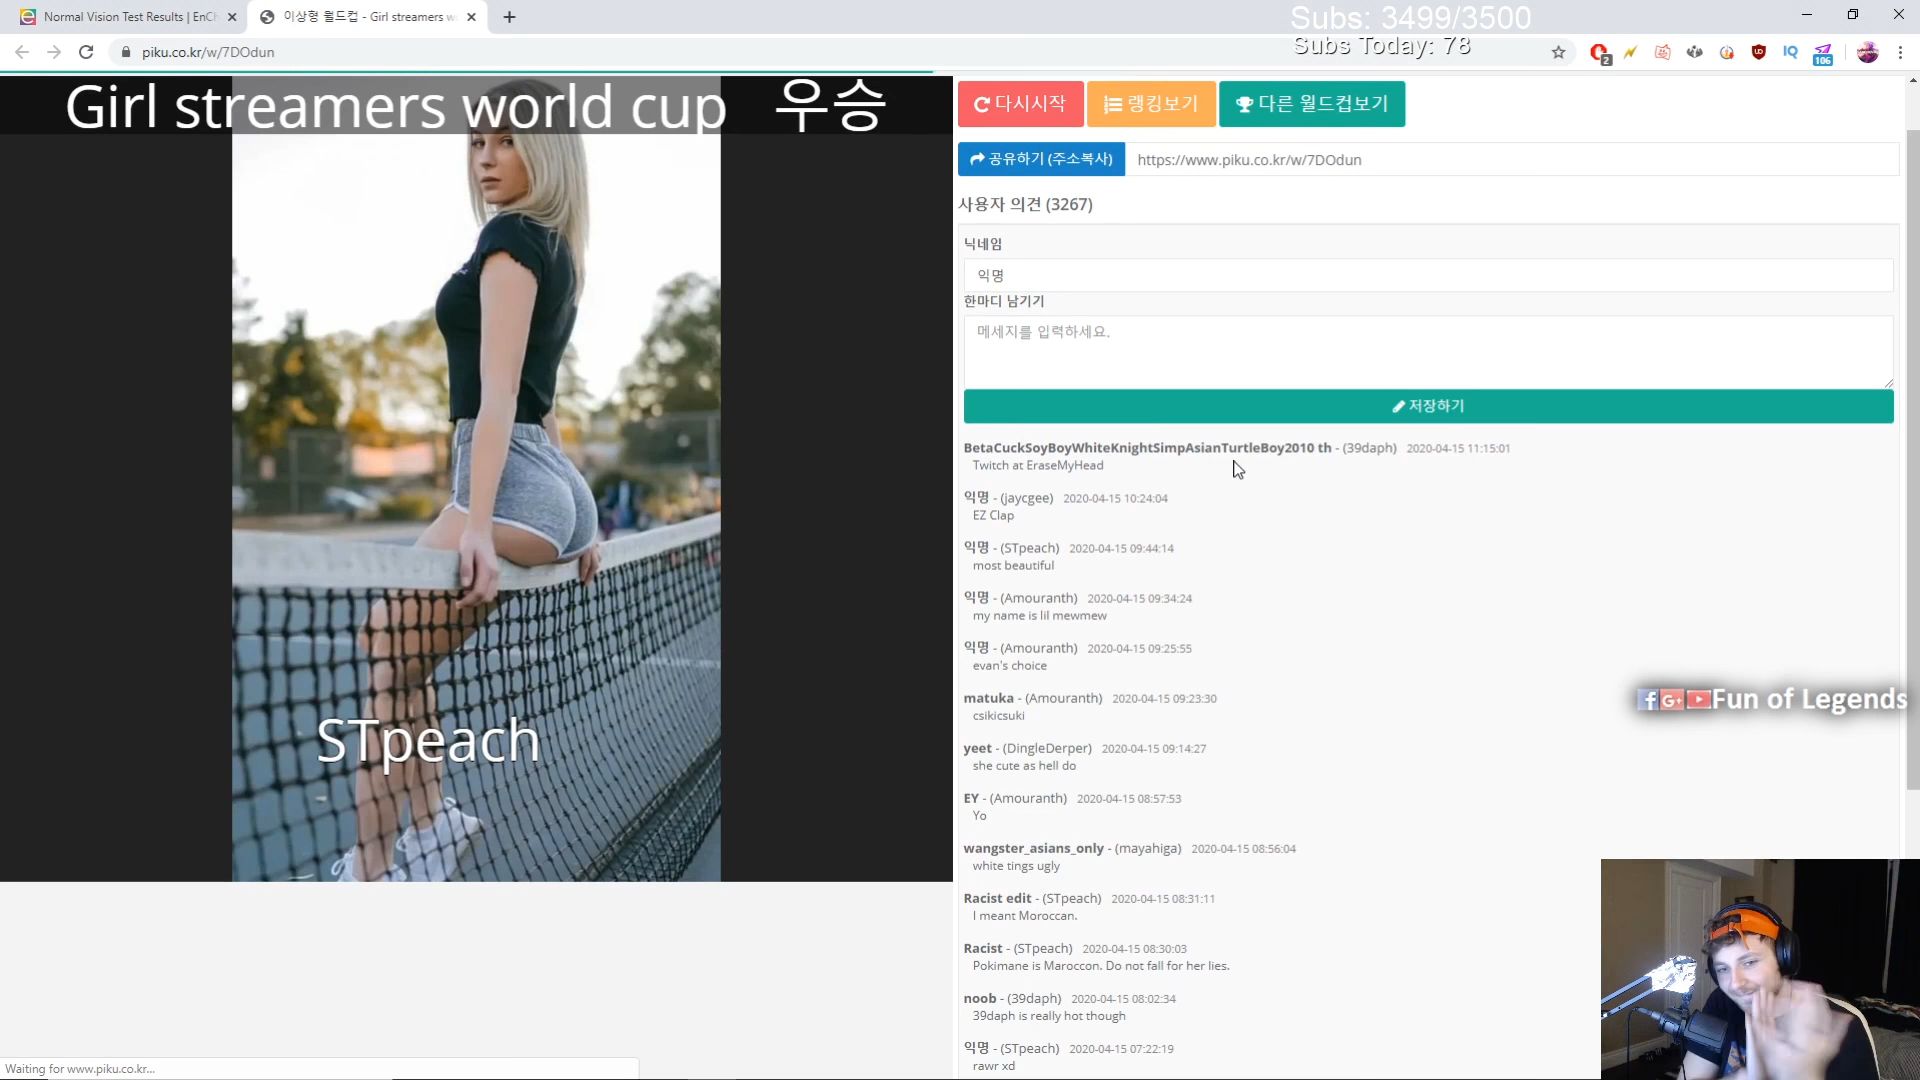 Normal Vision Test Results | EnCh
이상형 월드컵 - Girl streamers w
Subs: 3499/3500
Subs Today: 78
piku.co.kr/w/7DOdun
2
IQ
106
Girl streamers world cup 우승
STpeach
다시시작
랭킹보기
다른 월드컵보기
공유하기 (주소복사)
https://www.piku.co.kr/w/7DOdun
사용자 의견 (3267)
닉네임
익명
한마디 남기기
메세지를 입력하세요.
저장하기
BetaCuckSoyBoyWhiteKnightSimpAsianTurtleBoy2010 th - (39daph) 2020-04-15 11:15:01
Twitch at EraseMyHead
익명 - (jaycgee) 2020-04-15 10:24:04
EZ Clap
익명 - (STpeach) 2020-04-15 09:44:14
most beautiful
익명 - (Amouranth) 2020-04-15 09:34:24
my name is lil mewmew
익명 - (Amouranth) 2020-04-15 09:25:55
evan's choice
matuka - (Amouranth) 2020-04-15 09:23:30
csikicsuki
yeet - (DingleDerper) 2020-04-15 09:14:27
she cute as hell do
EY - (Amouranth) 2020-04-15 08:57:53
Yo
wangster_asians_only - (mayahiga) 2020-04-15 08:56:04
white tings ugly
Racist edit - (STpeach) 2020-04-15 08:31:11
I meant Moroccan.
Racist - (STpeach) 2020-04-15 08:30:03
Pokimane is Maroccon. Do not fall for her lies.
noob - (39daph) 2020-04-15 08:02:34
39daph is really hot though
익명 - (STpeach) 2020-04-15 07:22:19
rawr xd
Fun of Legends
Waiting for www.piku.co.kr...